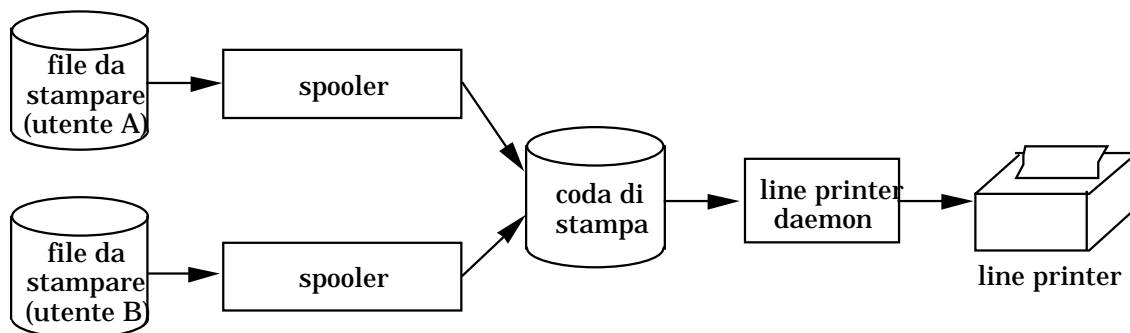 file da
stampare
(utente A)
spooler
file da
stampare
(utente B)
spooler
coda di
stampa
line printer
daemon
line printer